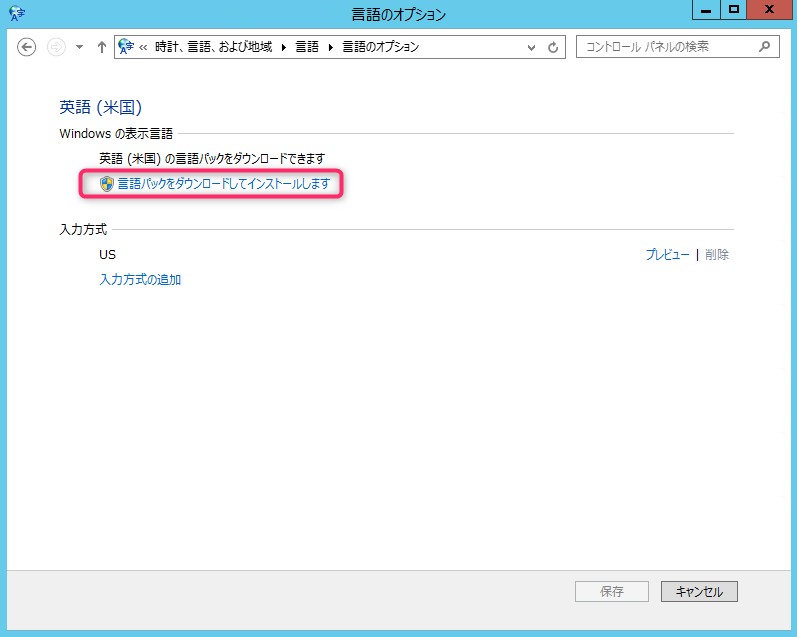 言語のオプション
« 時計、言語、および地域 ▸ 言語 ▸ 言語のオプション
コントロール パネルの検索
英語 (米国)
Windows の表示言語
英語 (米国) の言語パックをダウンロードできます
言語パックをダウンロードしてインストールします
入力方式
US
プレビュー | 削除
入力方式の追加
保存
キャンセル